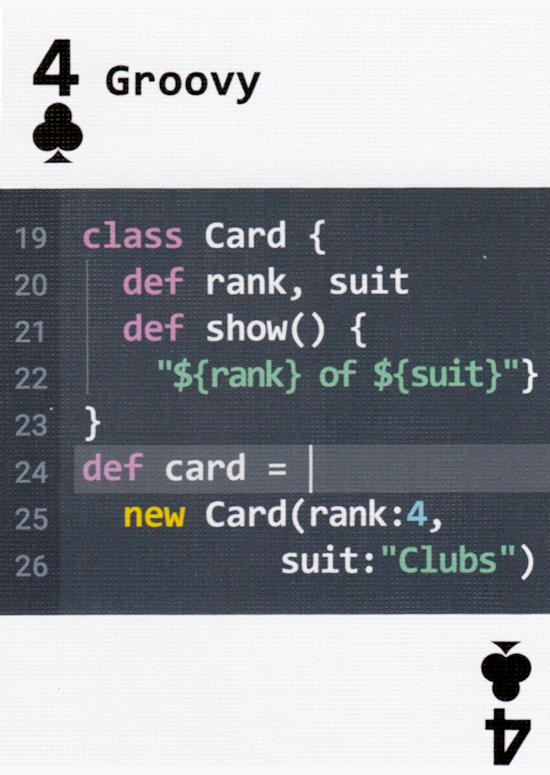 4 Groovy
19 class Card {
20 def rank, suit
21 def show() {
22 "${rank} of ${suit}"}
23 }
24 def card = 
25 new Card(rank:4,
26 suit:"Clubs")
4